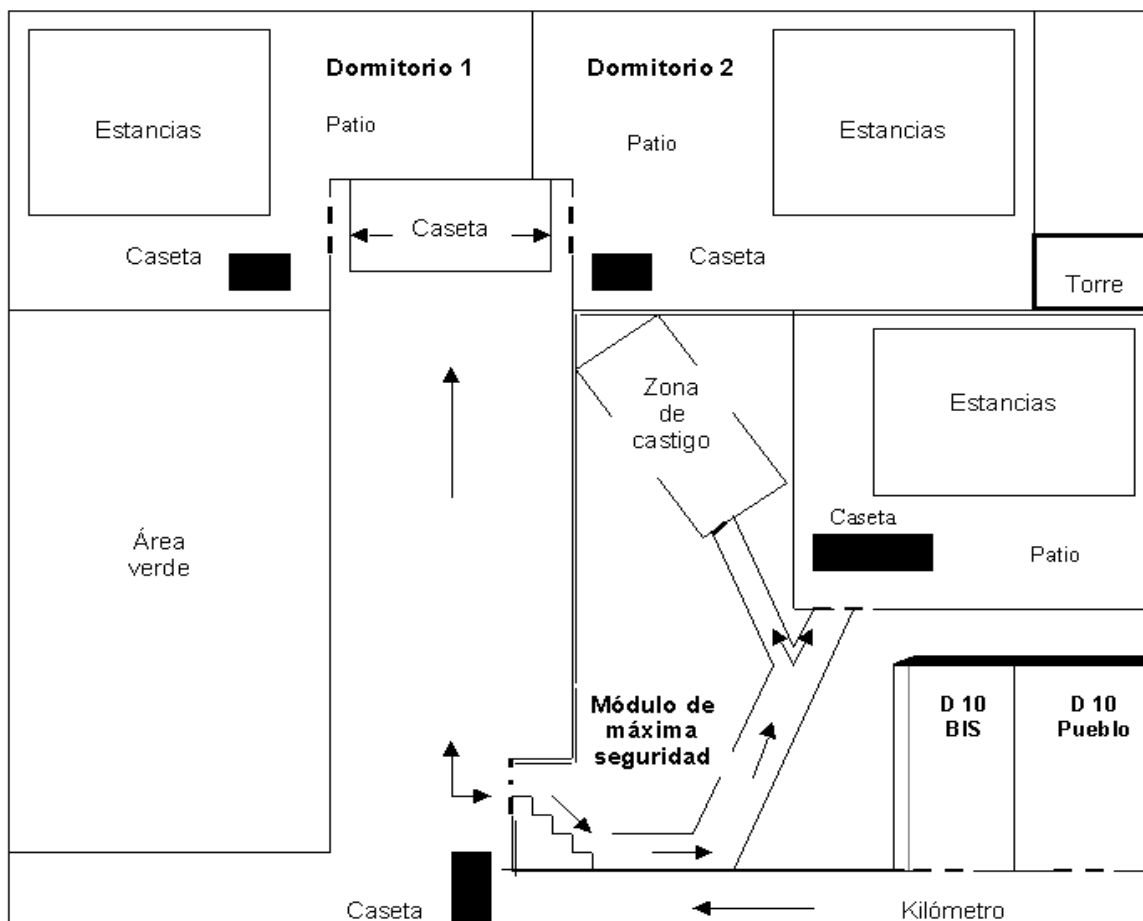 Dormitorio 1
Dormitorio 2
Estancias
Patio
Patio
Estancias
Caseta
Caseta
Caseta
Torre
Zona
de
castigo
Estancias
Caseta
Patio
Área
verde
Módulo de
máxima
seguridad
D 10
BIS
D 10
Pueblo
Caseta
Kilómetro